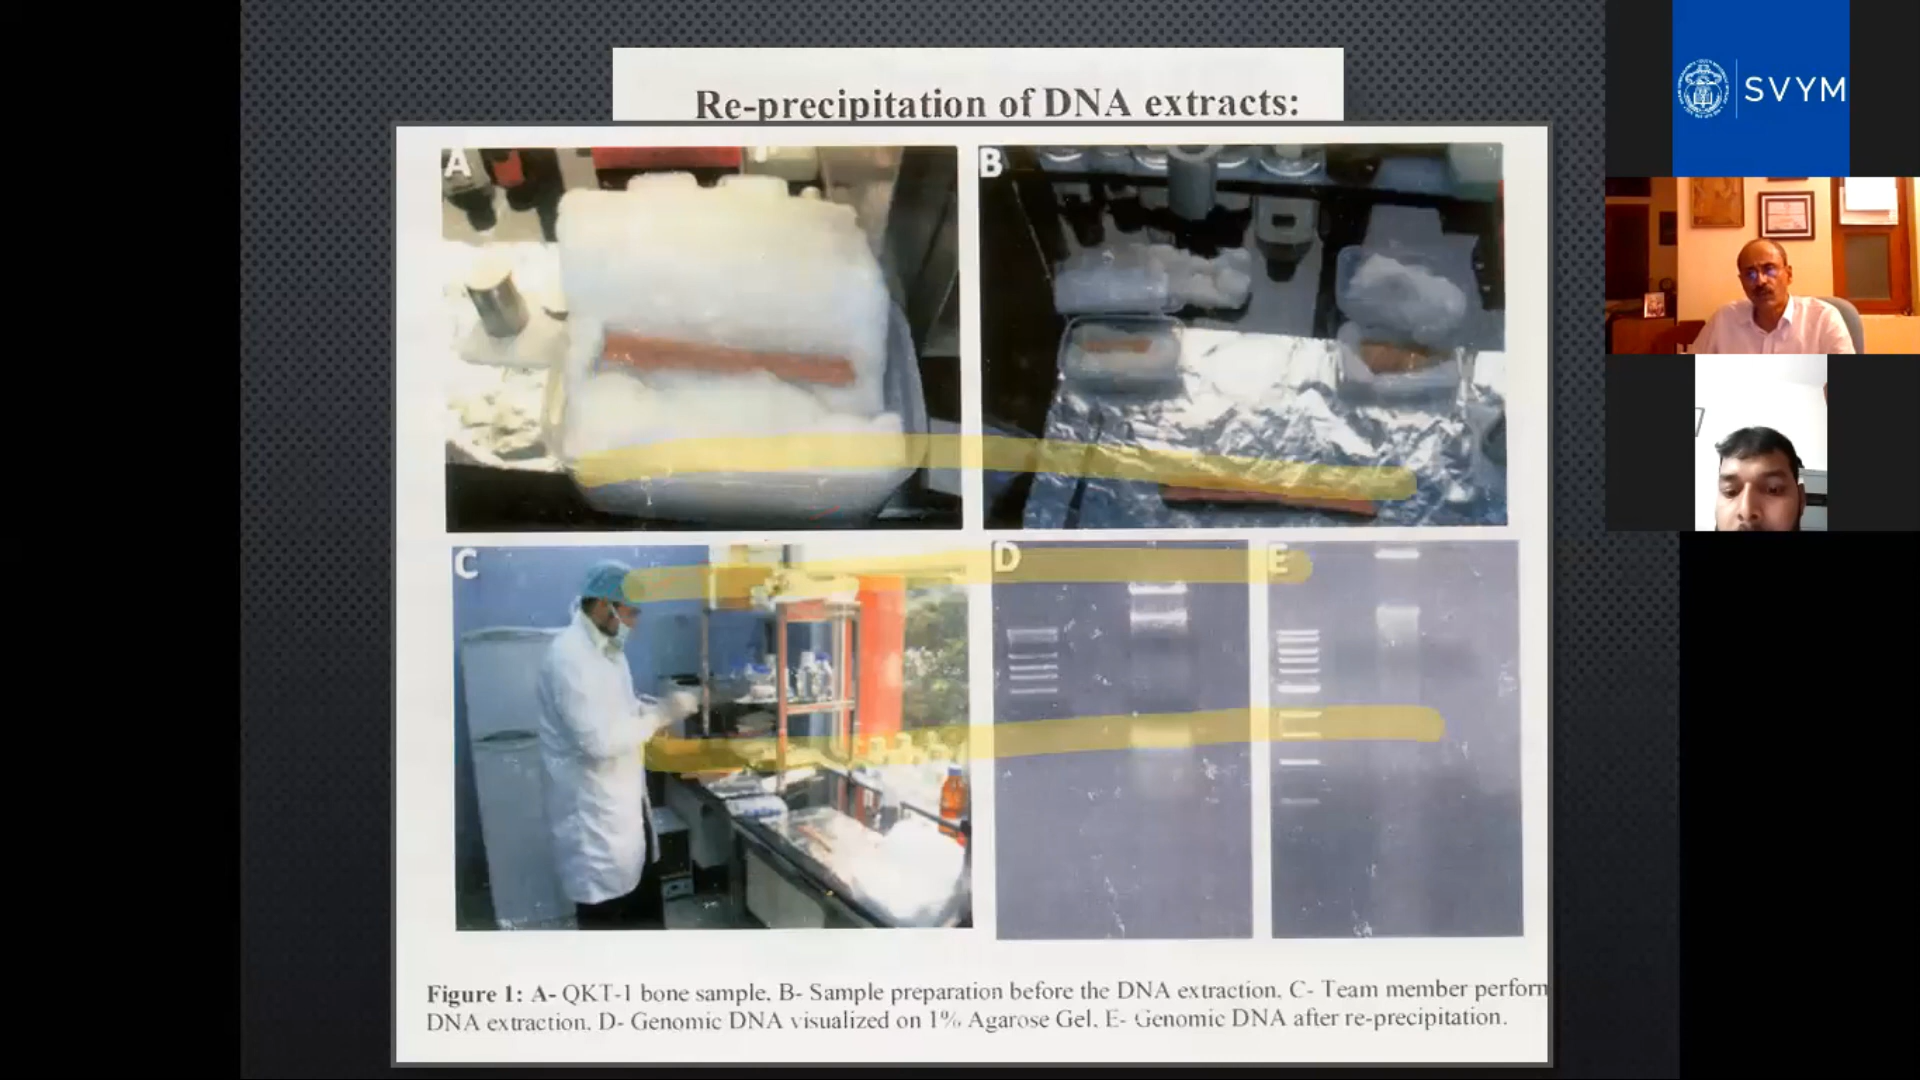 Re-precipitation of DNA extracts:
SVYM
A
B
C
D
E
Figure 1: A- QKT-1 bone sample. B- Sample preparation before the DNA extraction. C- Team member perform
DNA extraction. D- Genomic DNA visualized on 1% Agarose Gel. E- Genomic DNA after re-precipitation.